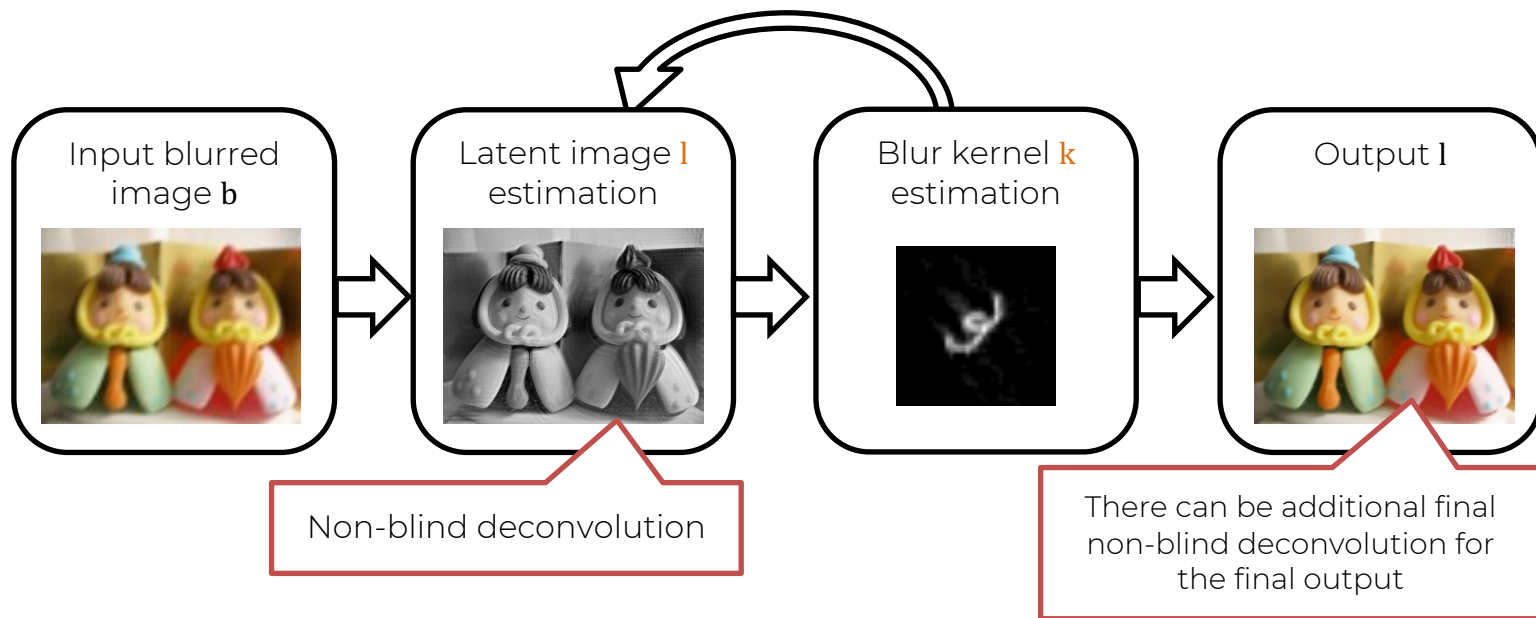 Input blurred
image b
Latent image l
estimation
Blur kernel k
estimation
Output l
Non-blind deconvolution
There can be additional final
non-blind deconvolution for
the final output